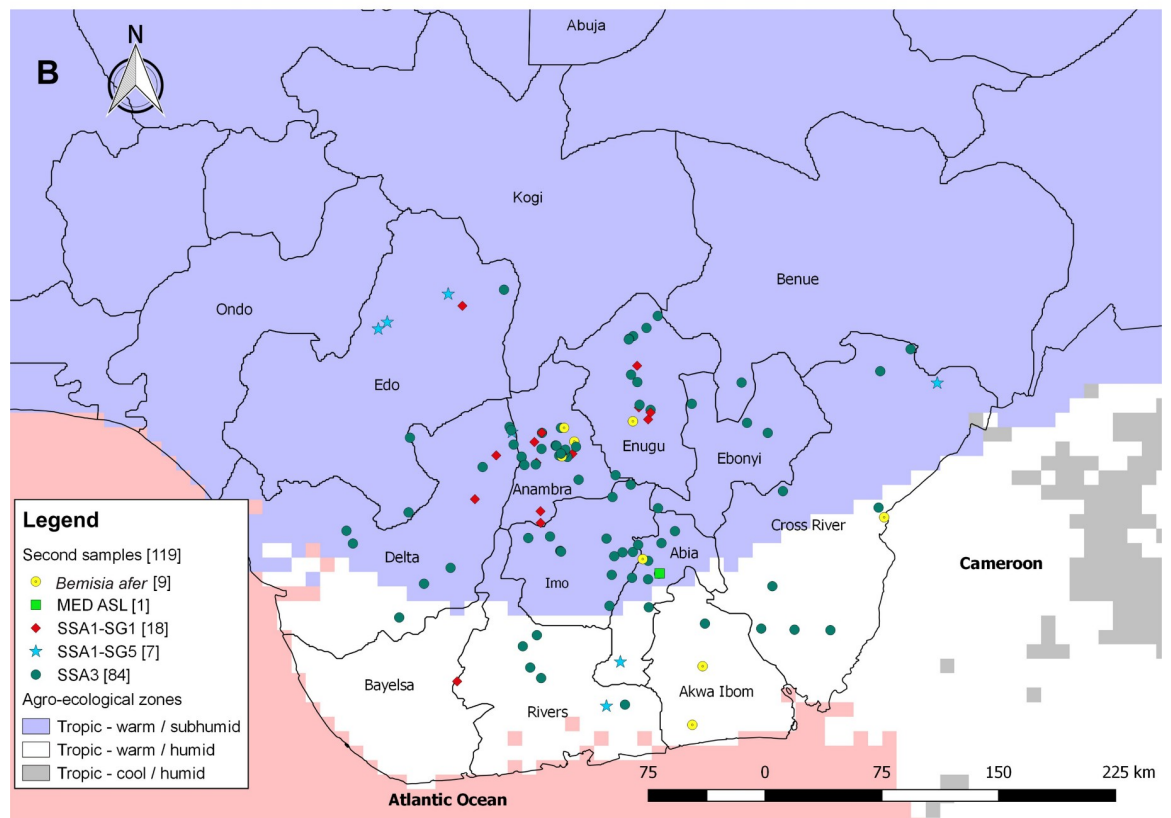 Abuja
N
B
Kogi
Benue
Ondo
Edo
Enugu
Ebonyi
Anambra
Cross River
Delta
Abia
Imo
Cameroon
Bayelsa
Rivers
Akwa Ibom
Legend
Second samples [119]
Bemisia afer [9]
MED ASL [1]
SSA1-SG1 [18]
SSA1-SG5 [7]
SSA3 [84]
Agro-ecological zones
Tropic - warm / subhumid
Tropic - warm / humid
Tropic - cool / humid
75 0 75 150 225 km
Atlantic Ocean